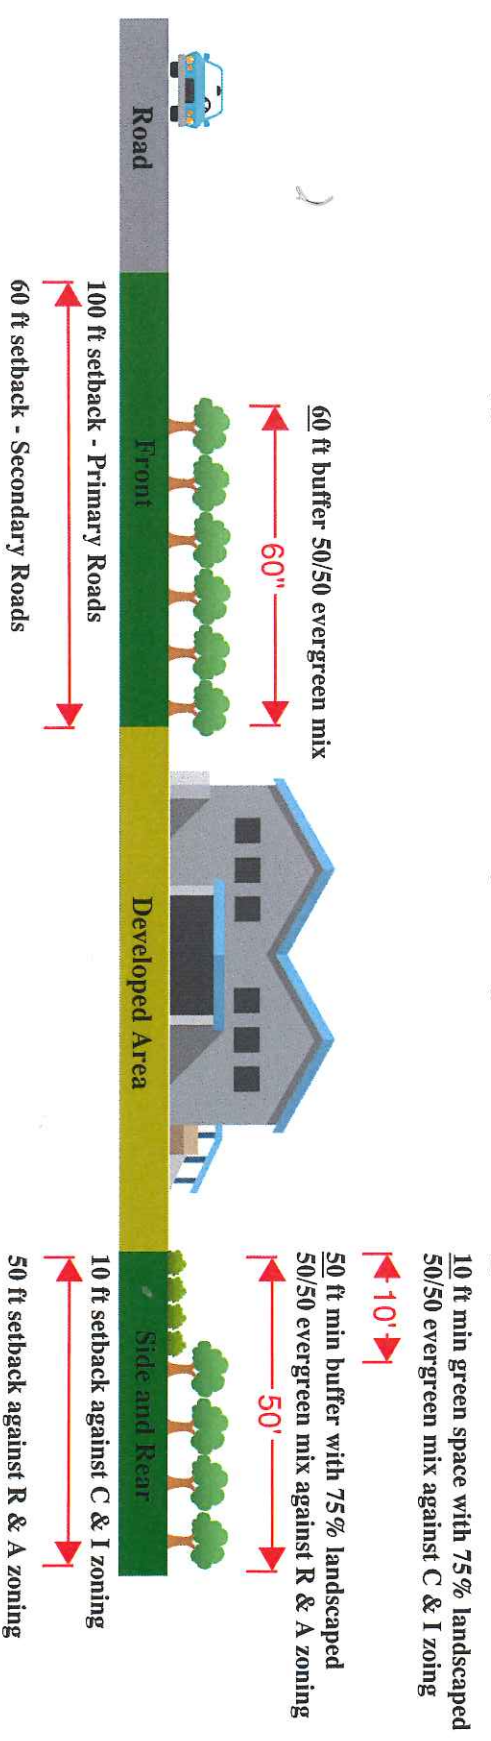 10 ft min green space with 75% landscaped
50/50 evergreen mix against C & I zoing
10'
60 ft buffer 50/50 evergreen mix
60"
50 ft min buffer with 75% landscaped
50/50 evergreen mix against R & A zoning
50'
Road
Front
Developed Area
Side and Rear
100 ft setback - Primary Roads
60 ft setback - Secondary Roads
10 ft setback against C & I zoning
50 ft setback against R & A zoning